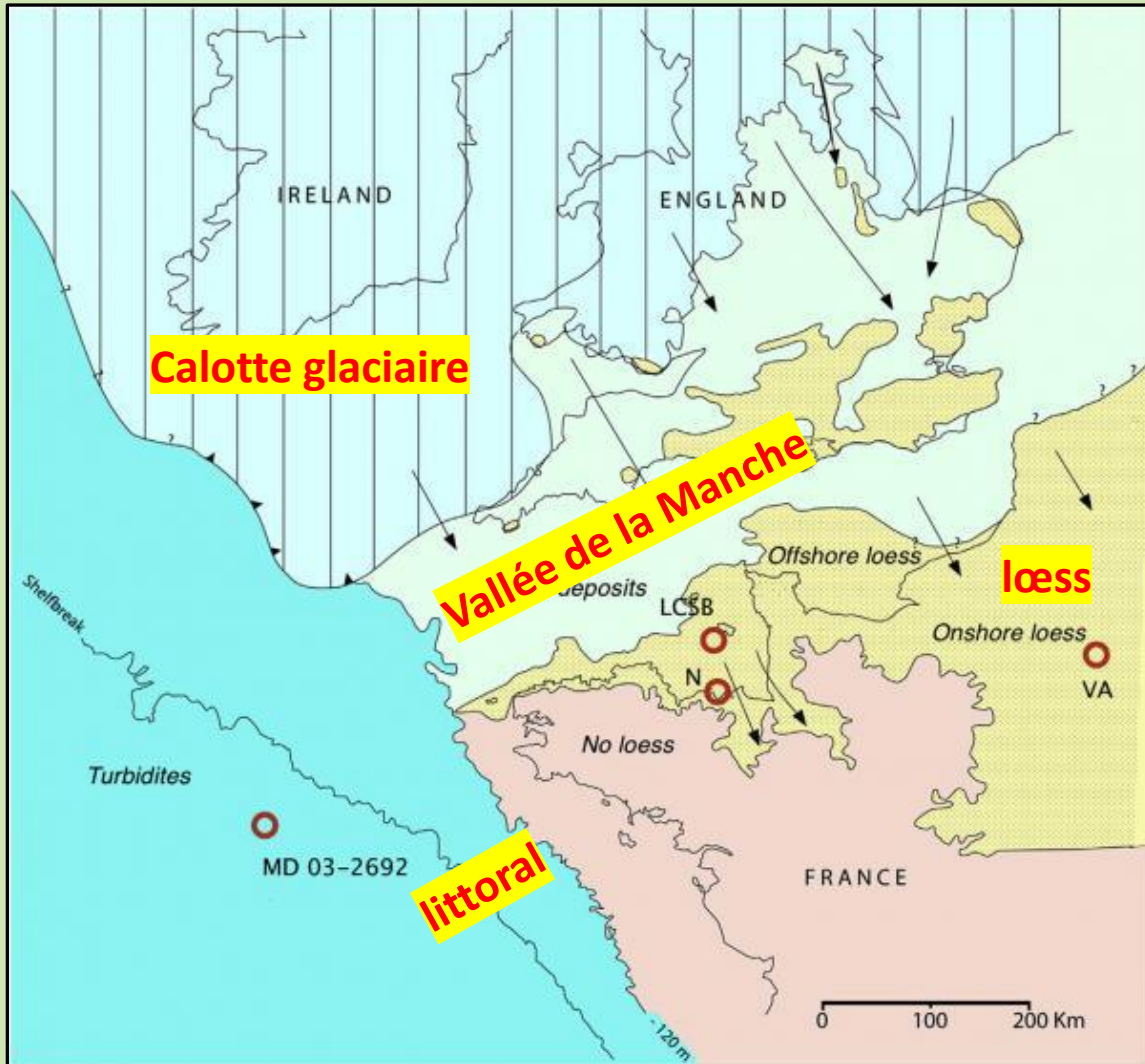 IRELAND
ENGLAND
Calotte glaciaire
Vallée de la Manche
deposits
Offshore loess
lœss
Shelfbreak
LCSB
Onshore loess
N
VA
No loess
Turbidites
MD 03-2692
littoral
FRANCE
-120 m
0 100 200 Km
?
?
?
?
?
?
?